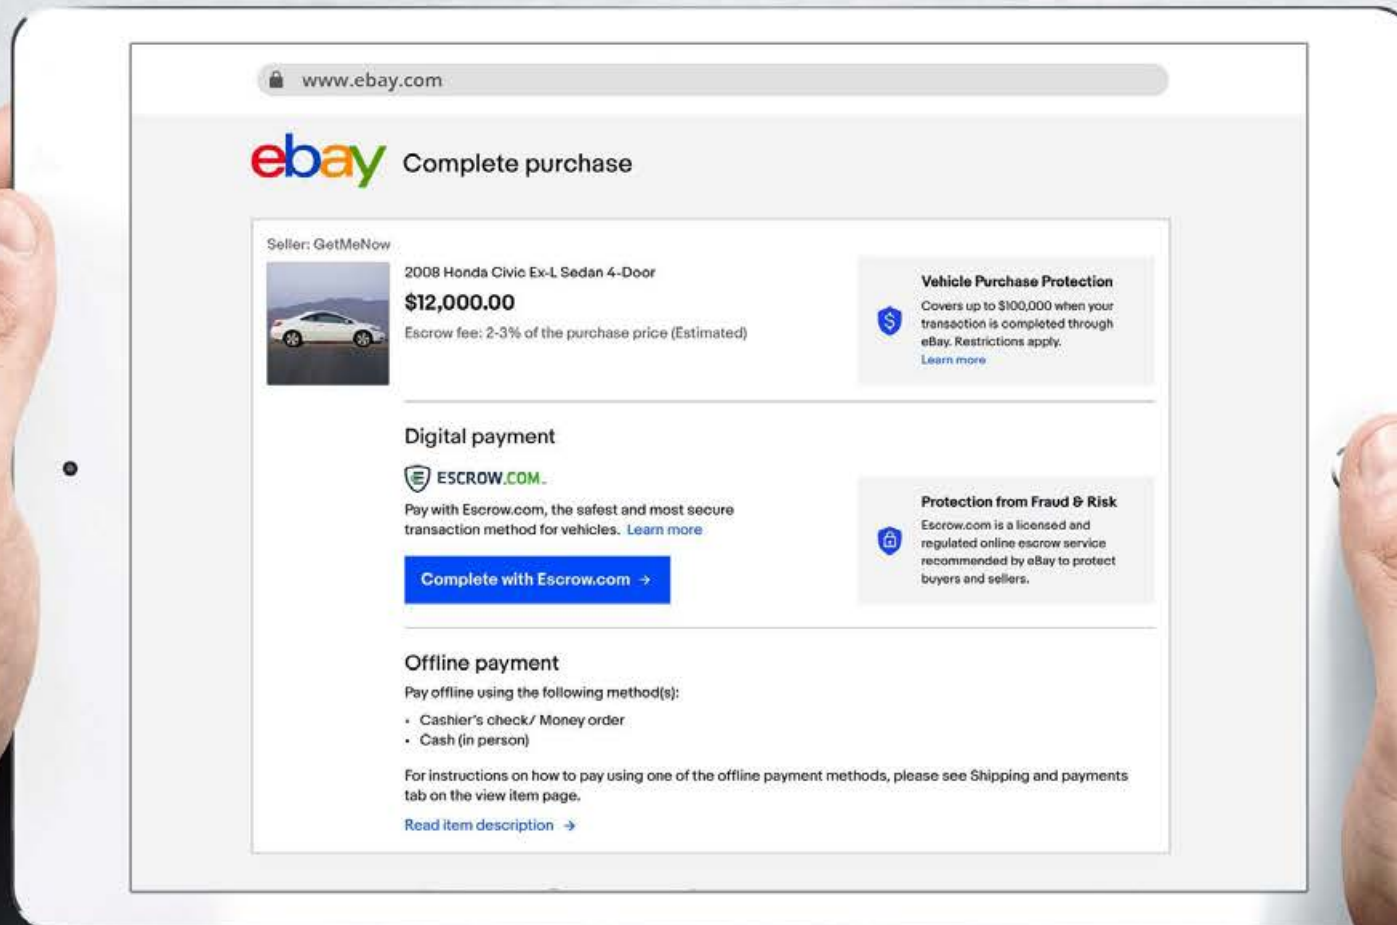 www.ebay.com
ebay Complete purchase
Seller: GetMeNow
2008 Honda Civic Ex-L Sedan 4-Door
$12,000.00
Escrow fee: 2-3% of the purchase price (Estimated)
Vehicle Purchase Protection
Covers up to $100,000 when your
transaction is completed through
eBay. Restrictions apply.
Learn more
Digital payment
ESCROW.COM
Pay with Escrow.com, the safest and most secure
transaction method for vehicles. Learn more
Complete with Escrow.com →
Protection from Fraud & Risk
Escrow.com is a licensed and
regulated online escrow service
recommended by eBay to protect
buyers and sellers.
Offline payment
Pay offline using the following method(s):
• Cashier's check/ Money order
• Cash (in person)
For instructions on how to pay using one of the offline payment methods, please see Shipping and payments
tab on the view item page.
Read item description →